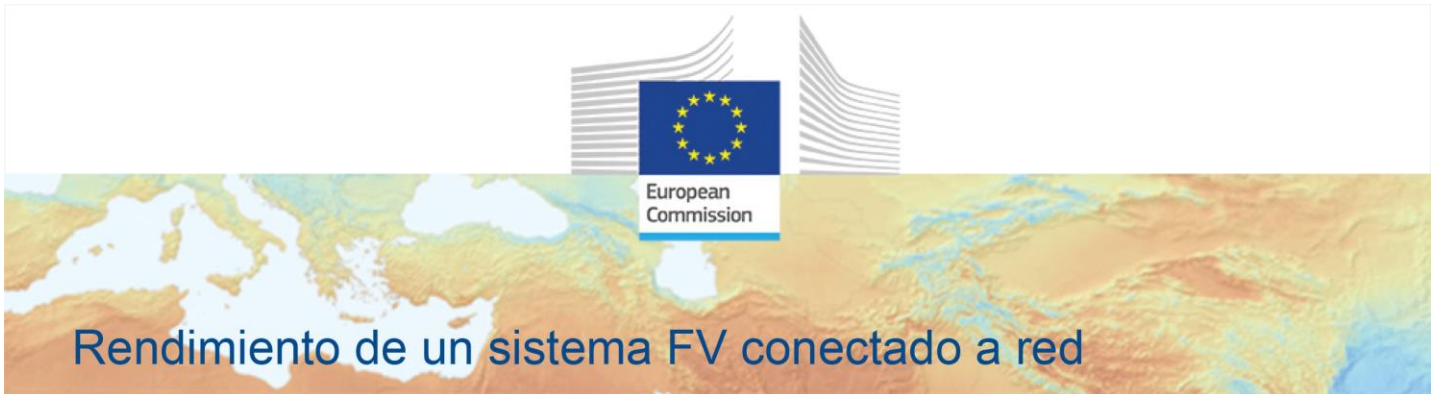 European
Commission
Rendimiento de un sistema FV conectado a red